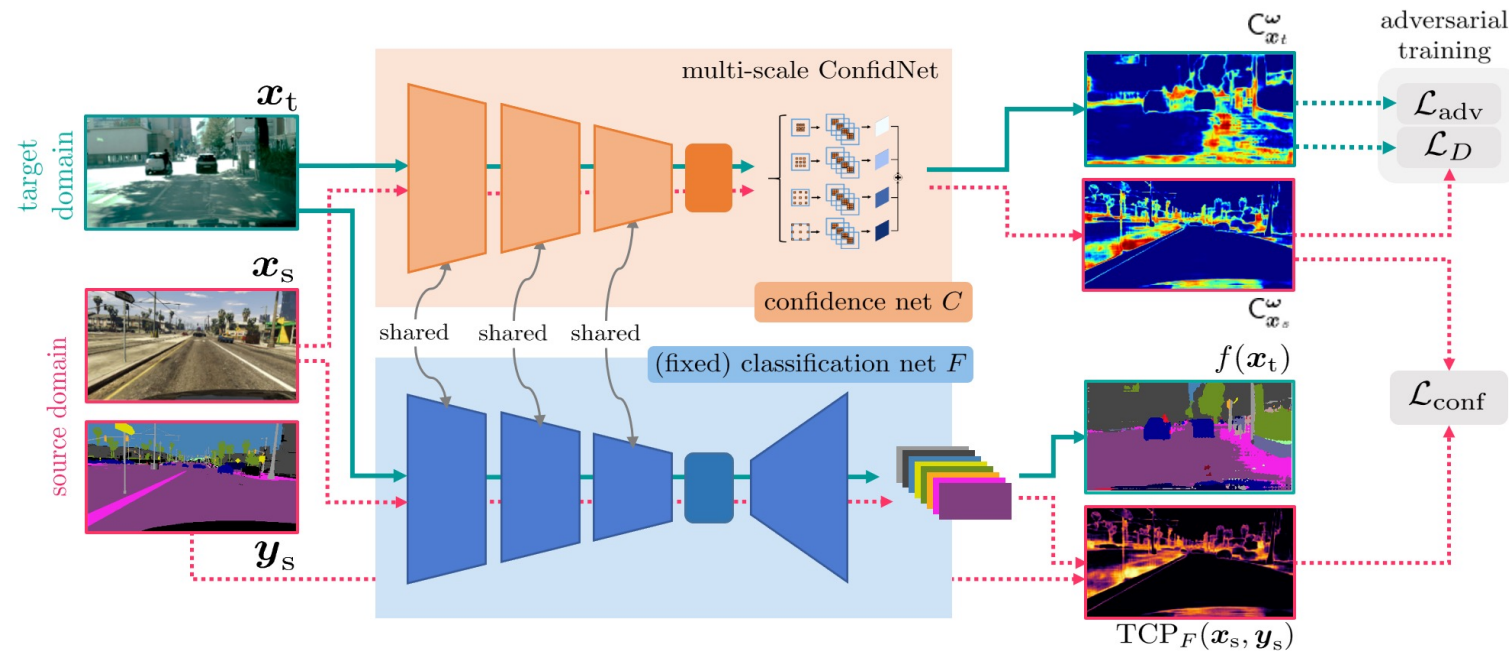 C^ω_{x_t}
adversarial
training
multi-scale ConfidNet
x_t
L_adv
L_D
target
domain
x_s
C^ω_{x_s}
confidence net C
shared
shared
shared
(fixed) classification net F
f(x_t)
source domain
L_conf
y_s
TCP_F(x_s, y_s)